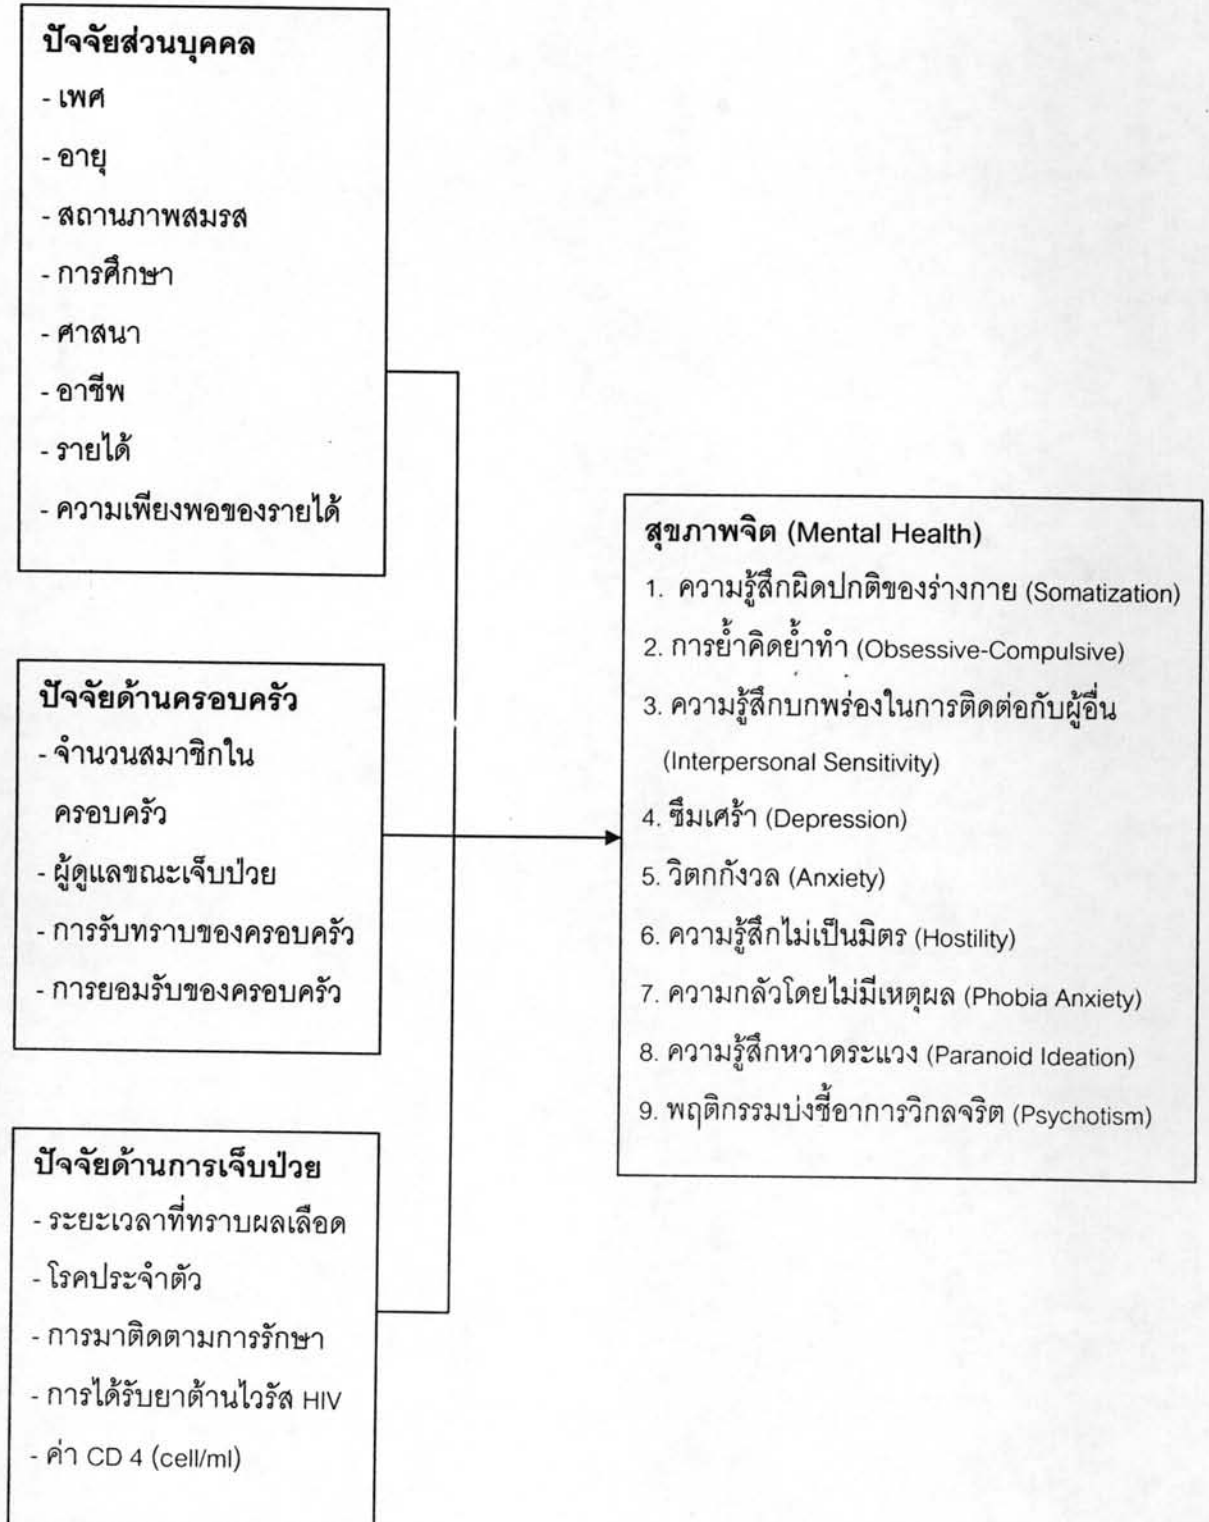 ปัจจัยส่วนบุคคล
- เพศ
- อายุ
- สถานภาพสมรส
- การศึกษา
- ศาสนา
- อาชีพ
- รายได้
- ความเพียงพอของรายได้
ปัจจัยด้านครอบครัว
- จำนวนสมาชิกใน
ครอบครัว
- ผู้ดูแลขณะเจ็บป่วย
- การรับทราบของครอบครัว
- การยอมรับของครอบครัว
ปัจจัยด้านการเจ็บป่วย
- ระยะเวลาที่ทราบผลเลือด
- โรคประจำตัว
- การมาติดตามการรักษา
- การได้รับยาต้านไวรัส HIV
- ค่า CD 4 (cell/ml)
สุขภาพจิต (Mental Health)
1. ความรู้สึกผิดปกติของร่างกาย (Somatization)
2. การย้ำคิดย้ำทำ (Obsessive-Compulsive)
3. ความรู้สึกบกพร่องในการติดต่อกับผู้อื่น
(Interpersonal Sensitivity)
4. ซึมเศร้า (Depression)
5. วิตกกังวล (Anxiety)
6. ความรู้สึกไม่เป็นมิตร (Hostility)
7. ความกลัวโดยไม่มีเหตุผล (Phobia Anxiety)
8. ความรู้สึกหวาดระแวง (Paranoid Ideation)
9. พฤติกรรมบ่งชี้อาการวิกลจริต (Psychotism)